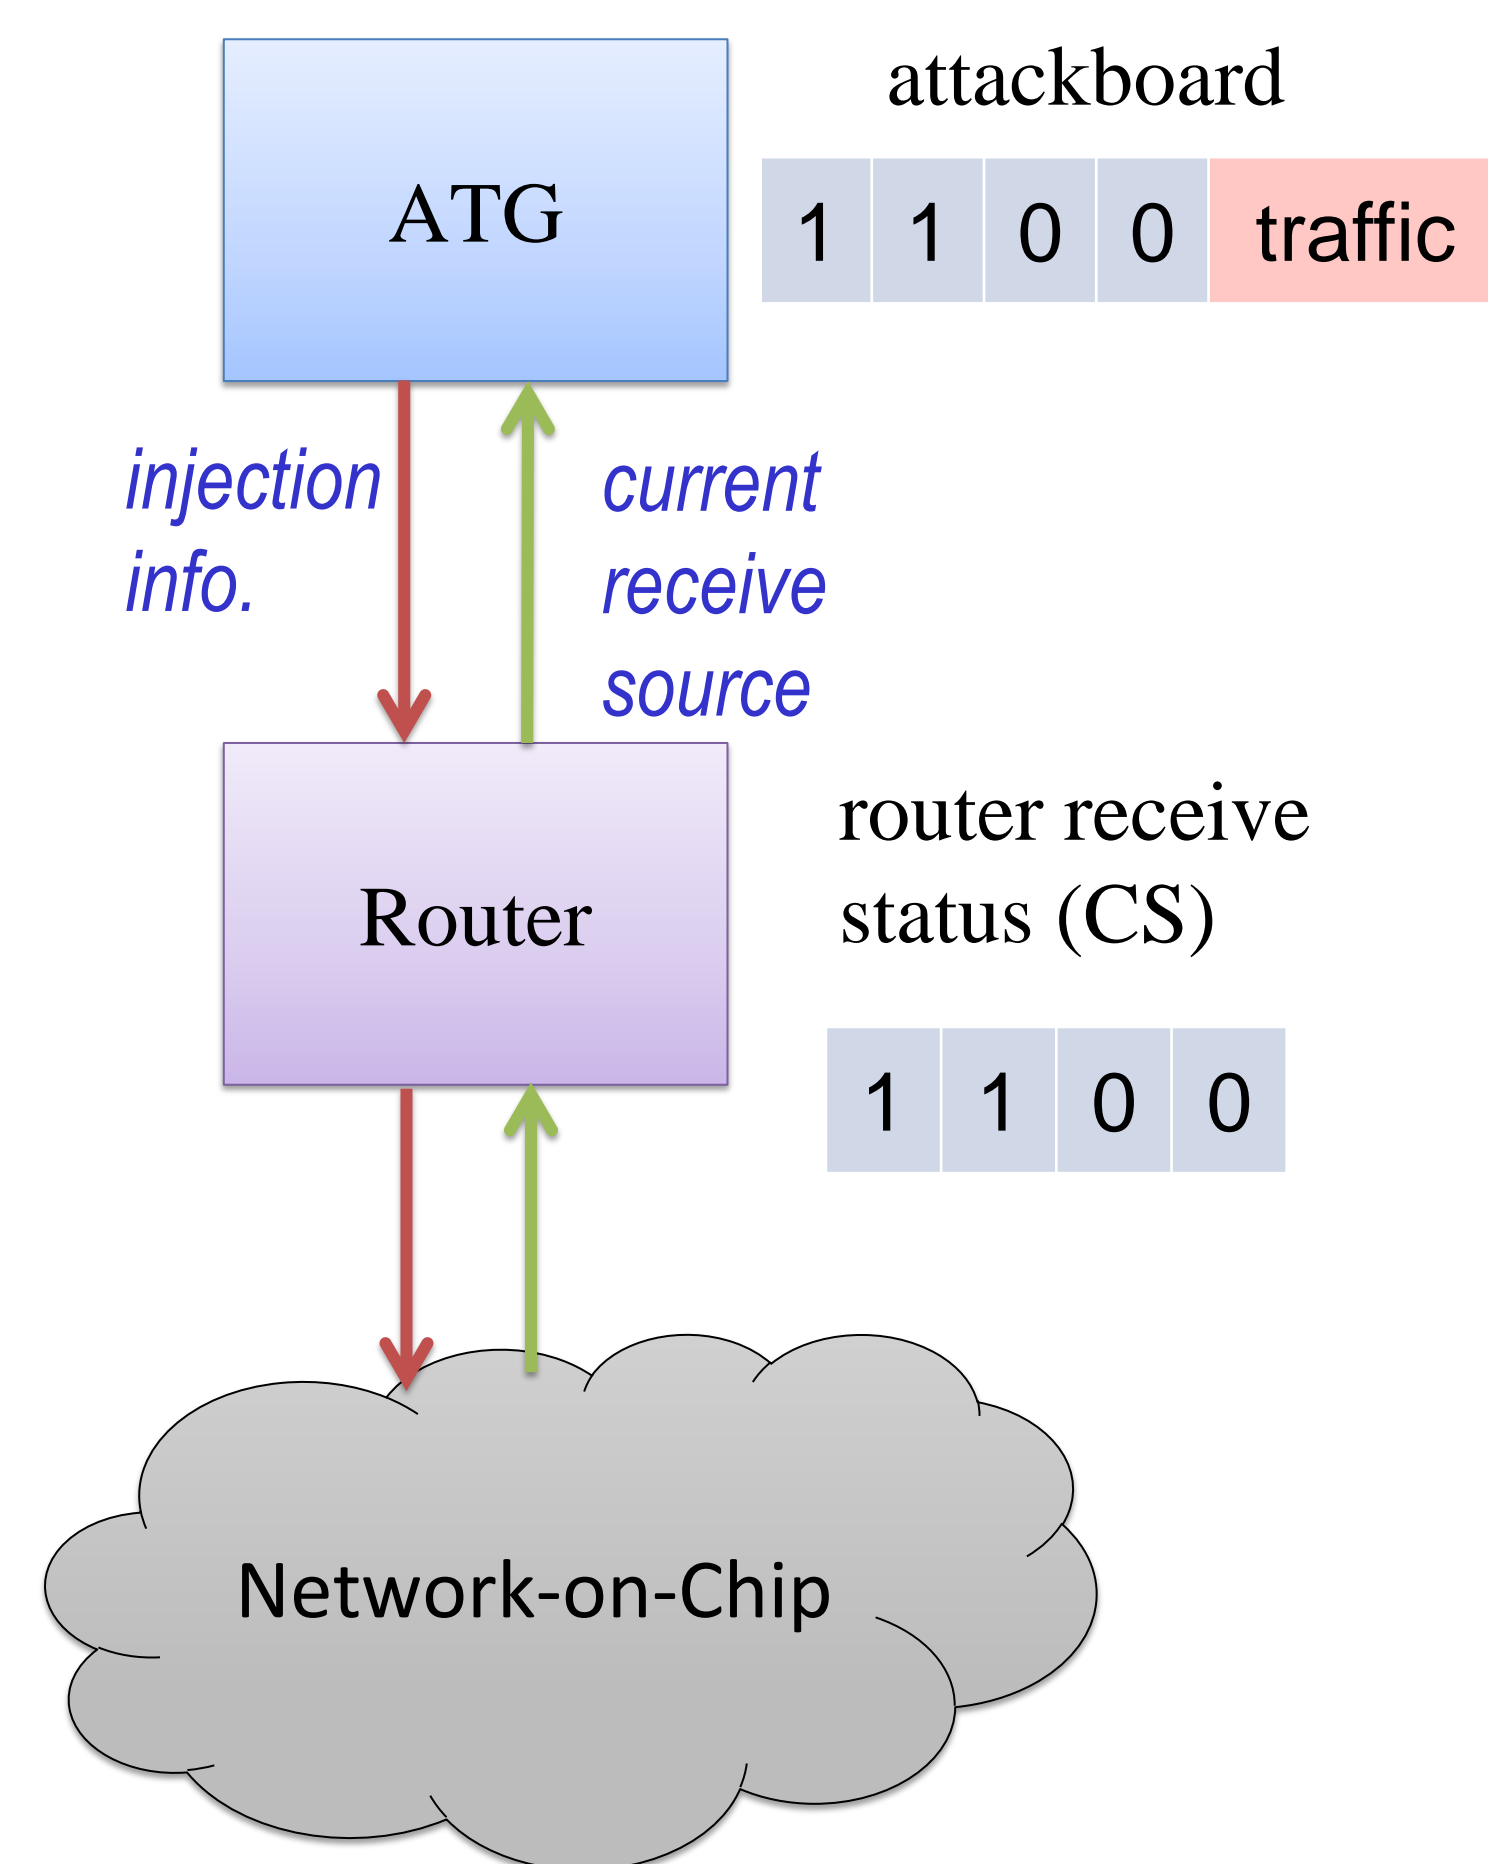 attackboard
ATG
1 1 0 0 traffic
injection
info.
current
receive
source
Router
router receive
status (CS)
1 1 0 0
Network-on-Chip